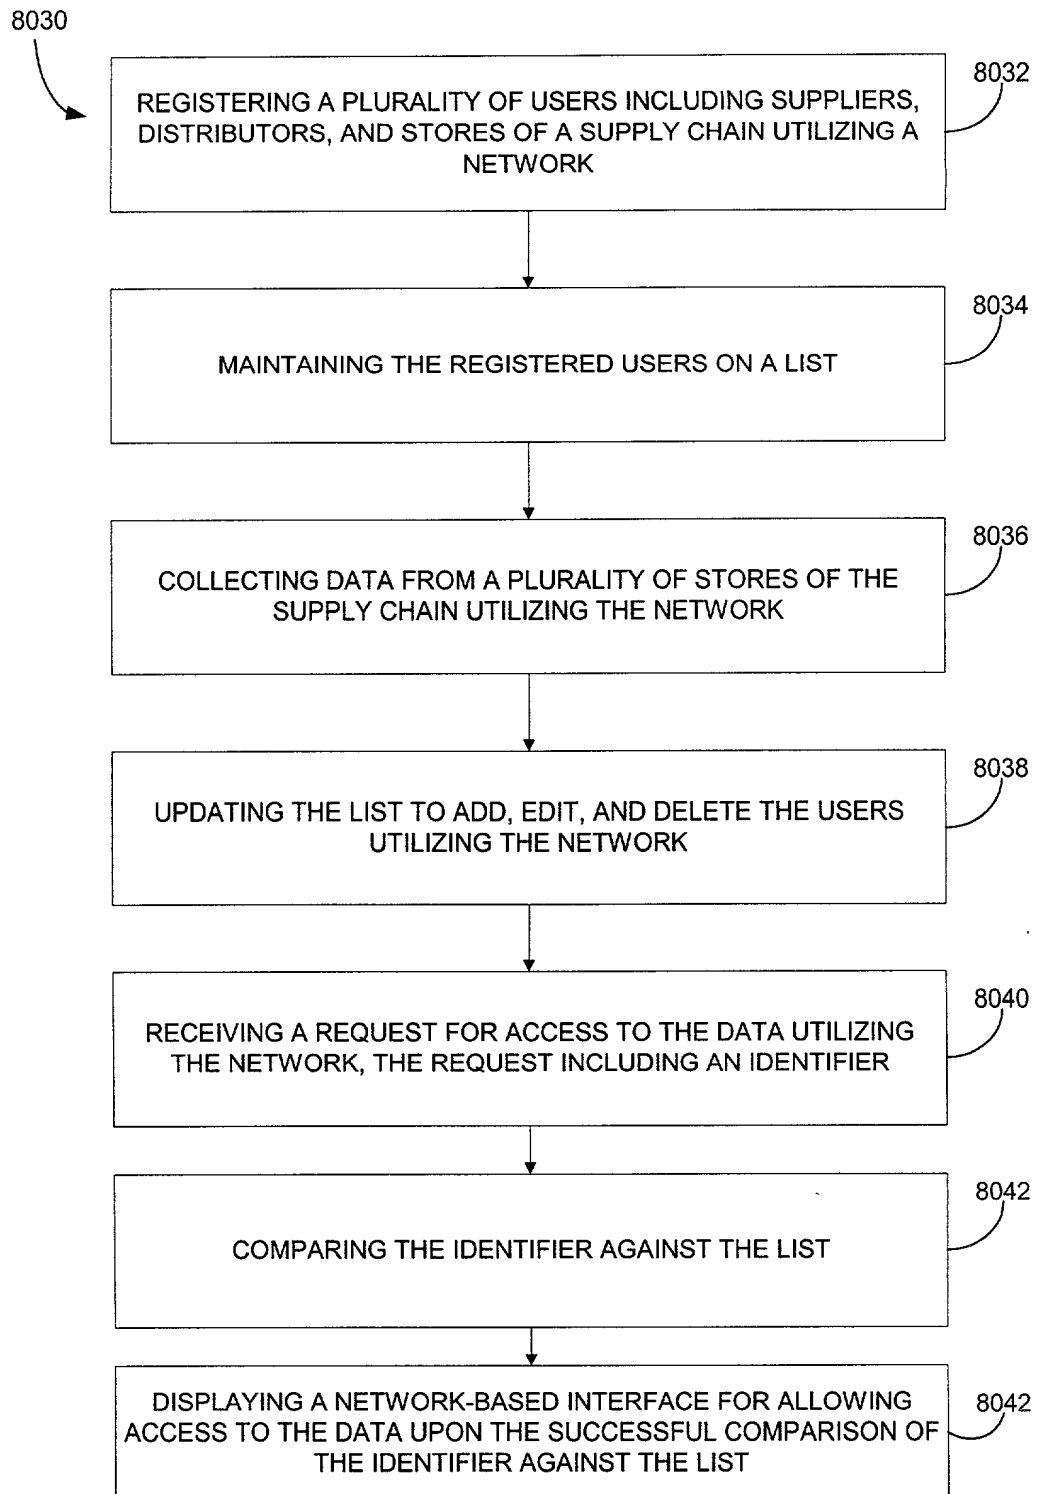 8030
8032
REGISTERING A PLURALITY OF USERS INCLUDING SUPPLIERS,
DISTRIBUTORS, AND STORES OF A SUPPLY CHAIN UTILIZING A
NETWORK
8034
MAINTAINING THE REGISTERED USERS ON A LIST
8036
COLLECTING DATA FROM A PLURALITY OF STORES OF THE
SUPPLY CHAIN UTILIZING THE NETWORK
8038
UPDATING THE LIST TO ADD, EDIT, AND DELETE THE USERS
UTILIZING THE NETWORK
8040
RECEIVING A REQUEST FOR ACCESS TO THE DATA UTILIZING
THE NETWORK, THE REQUEST INCLUDING AN IDENTIFIER
8042
COMPARING THE IDENTIFIER AGAINST THE LIST
8042
DISPLAYING A NETWORK-BASED INTERFACE FOR ALLOWING
ACCESS TO THE DATA UPON THE SUCCESSFUL COMPARISON OF
THE IDENTIFIER AGAINST THE LIST